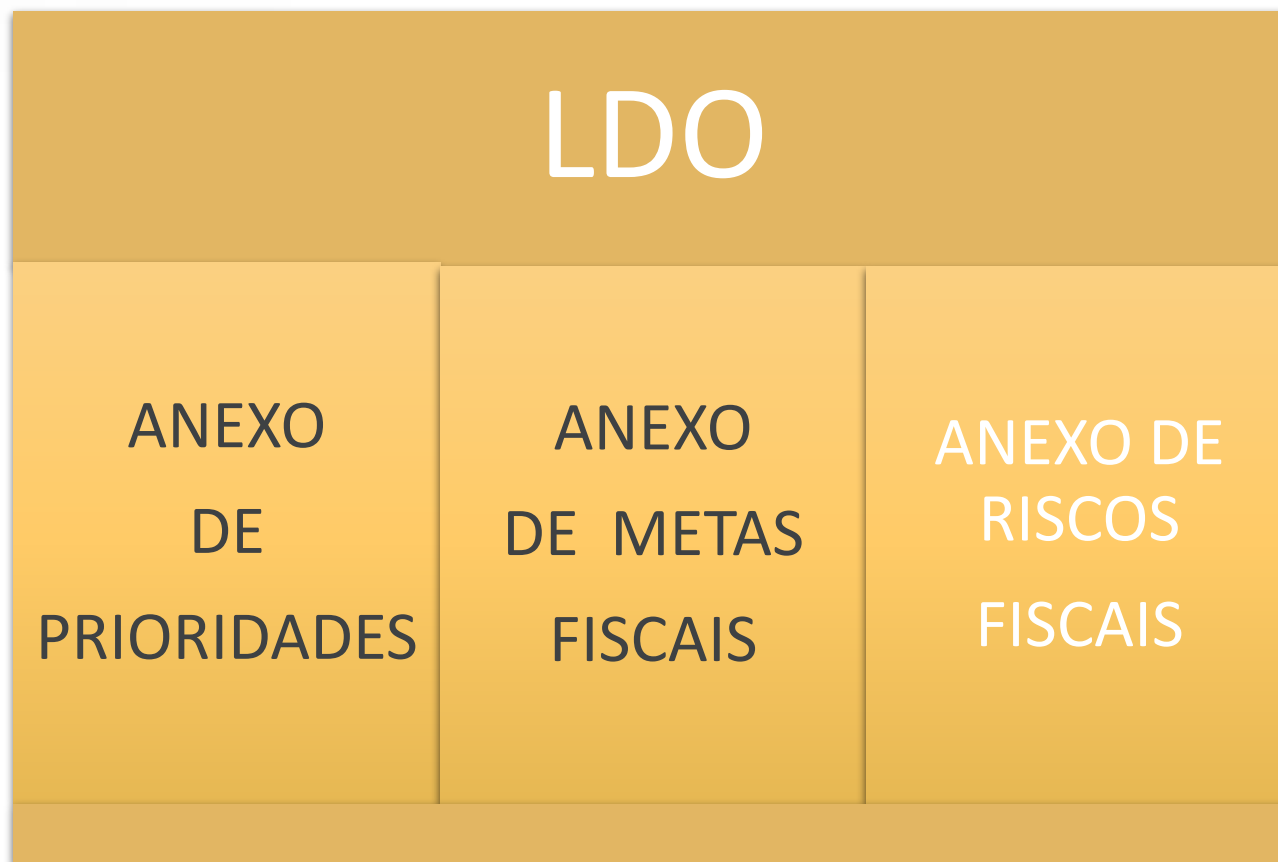 LDO
ANEXO
DE
PRIORIDADES
ANEXO
DE METAS
FISCAIS
ANEXO DE
RISCOS
FISCAIS